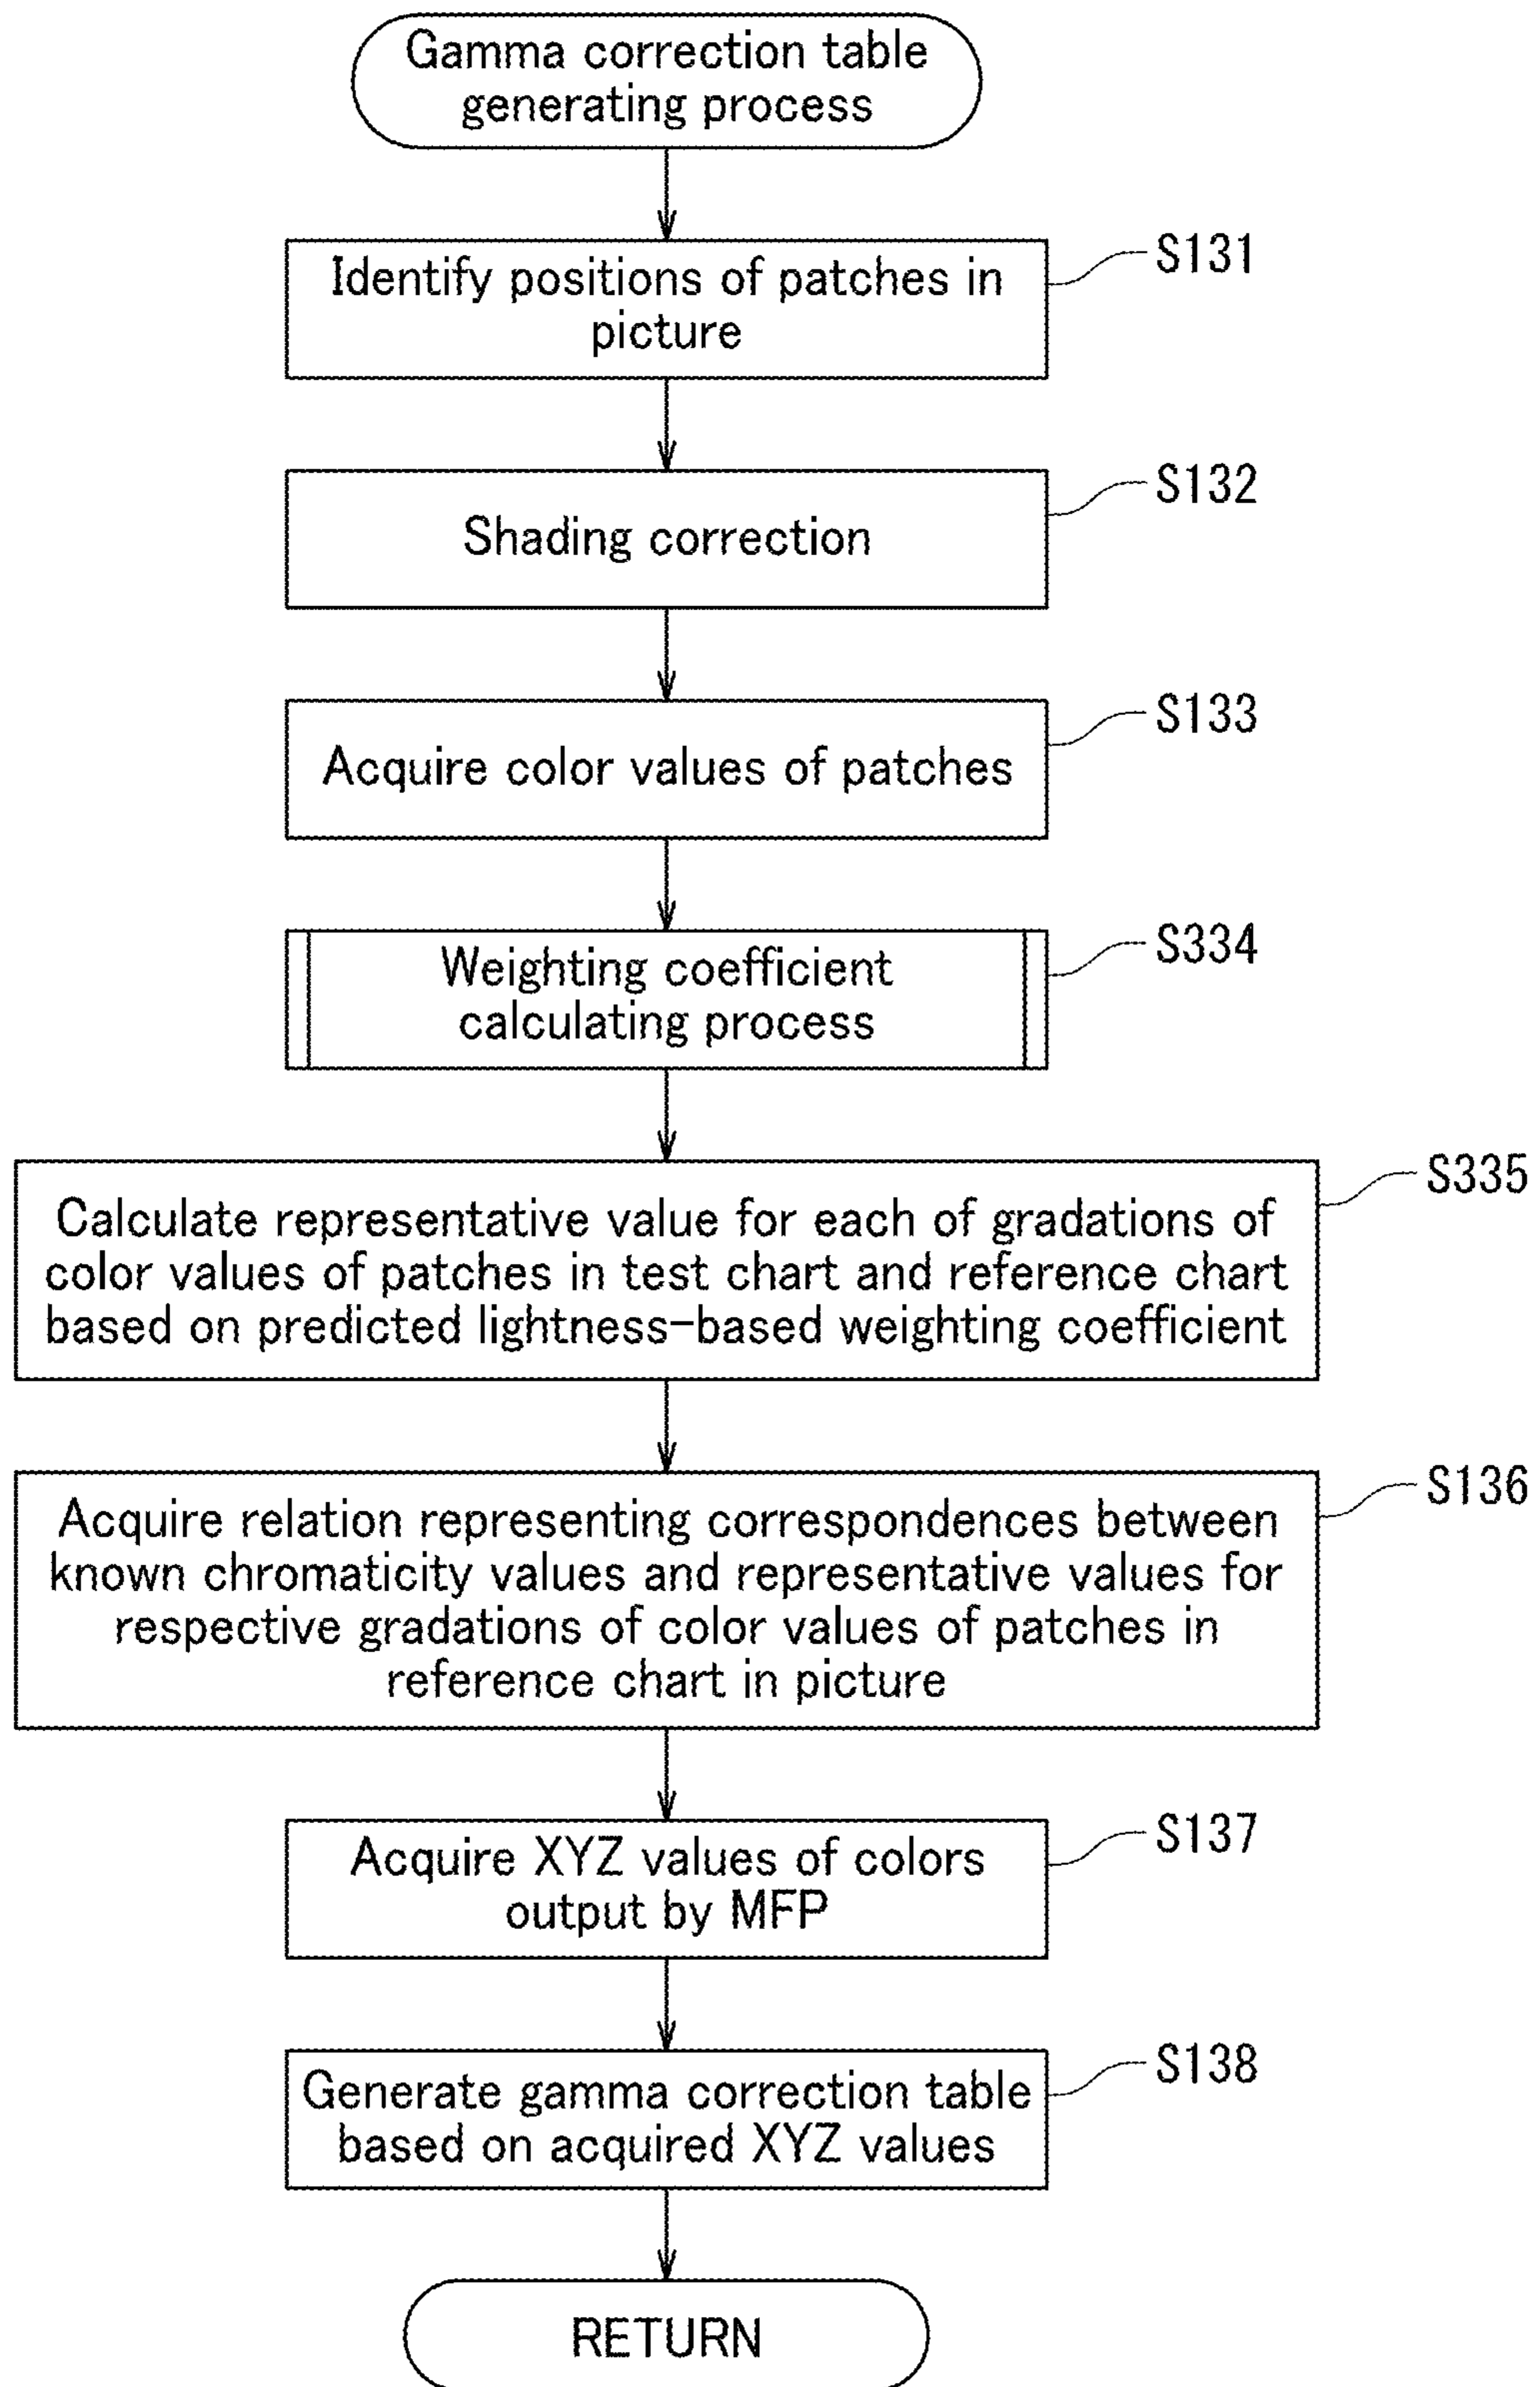 Gamma correction table
generating process
S131
Identify positions of patches in
picture
S132
Shading correction
S133
Acquire color values of patches
S334
Weighting coefficient
calculating process
S335
Calculate representative value for each of gradations of
color values of patches in test chart and reference chart
based on predicted lightness-based weighting coefficient
S136
Acquire relation representing correspondences between
known chromaticity values and representative values for
respective gradations of color values of patches in
reference chart in picture
S137
Acquire XYZ values of colors
output by MFP
S138
Generate gamma correction table
based on acquired XYZ values
RETURN